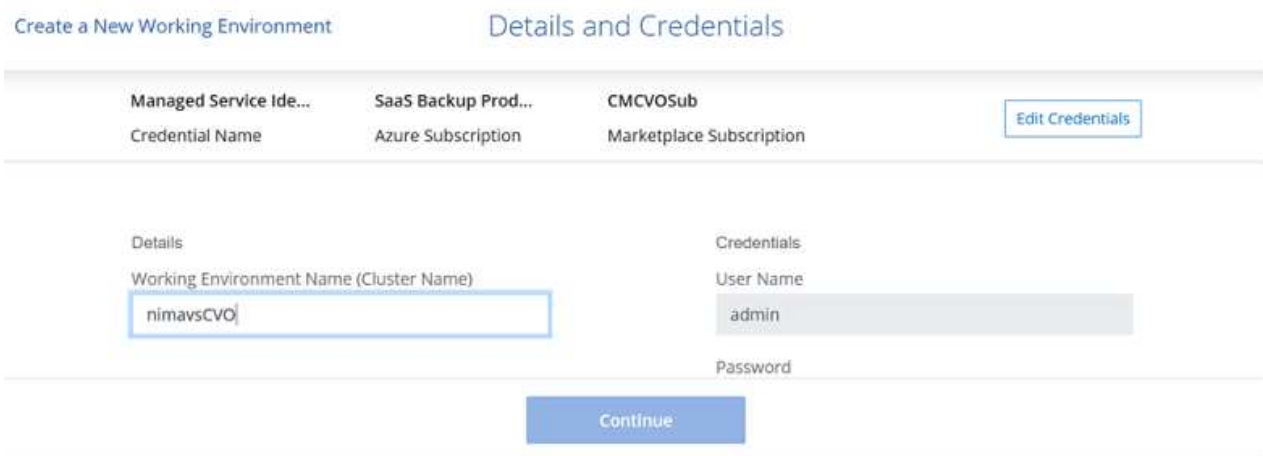 Create a New Working Environment
Details and Credentials
Managed Service Ide...
SaaS Backup Prod...
CMCVOSub
Credential Name
Azure Subscription
Marketplace Subscription
Edit Credentials
Details
Credentials
Working Environment Name (Cluster Name)
User Name
nimavsCVO
admin
Password
Continue